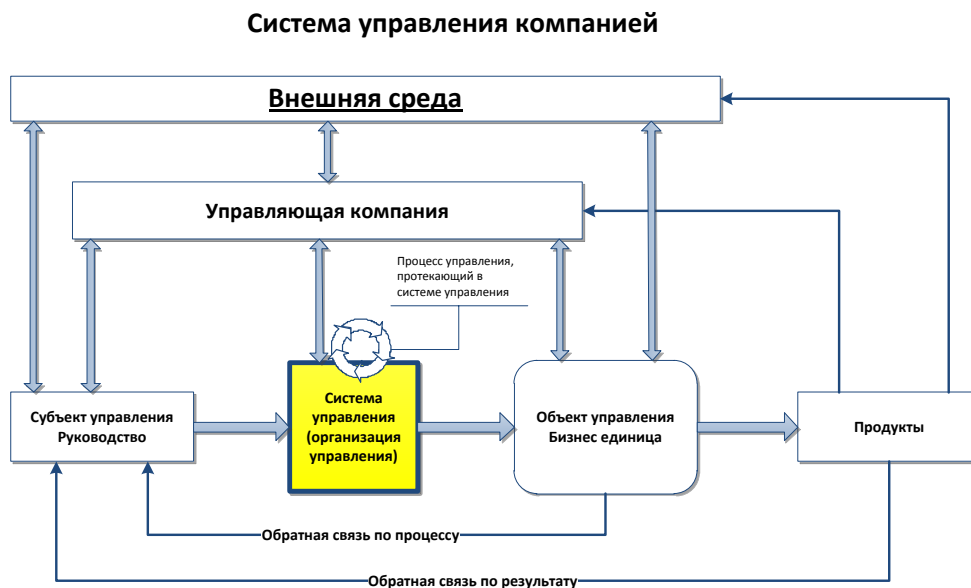 Система управления компанией
Внешняя среда
Управляющая компания
Процесс управления,
протекающий в
системе управления
Субъект управления
Руководство
Система
управления
(организация
управления)
Объект управления
Бизнес единица
Продукты
Обратная связь по процессу
Обратная связь по результату